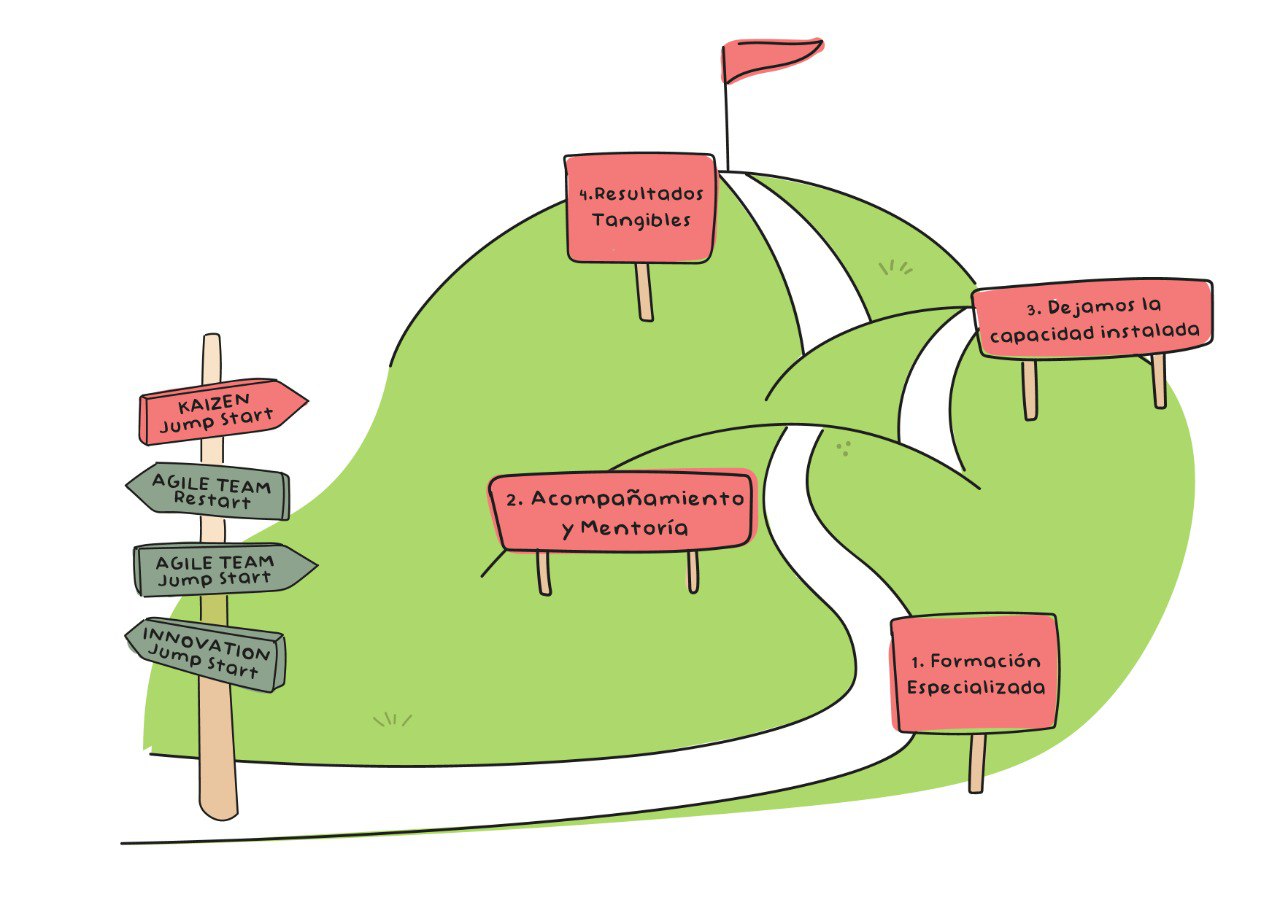 4.Resultados
Tangibles
3. Dejamos la
capacidad instalada
KAIZEN
Jump Start
AGILE TEAM
Restart
2. Acompañamiento
y Mentoría
AGILE TEAM
Jump Start
INNOVATION
Jump Start
1. Formación
Especializada